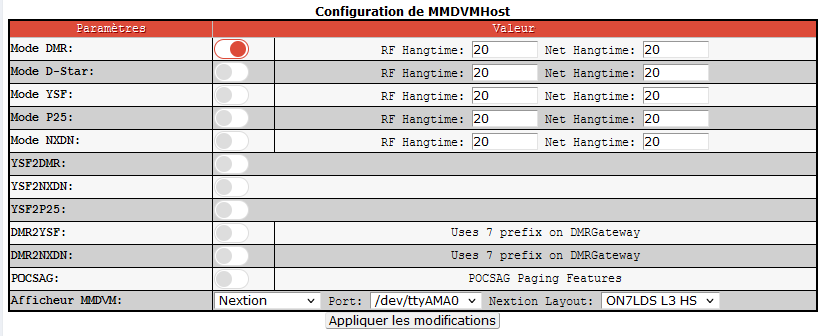 Configuration de MMDVMHost
Paramètres Valeur
Mode DMR: RF Hangtime: 20 Net Hangtime: 20
Mode D-Star: RF Hangtime: 20 Net Hangtime: 20
Mode YSF: RF Hangtime: 20 Net Hangtime: 20
Mode P25: RF Hangtime: 20 Net Hangtime: 20
Mode NXDN: RF Hangtime: 20 Net Hangtime: 20
YSF2DMR:
YSF2NXDN:
YSF2P25:
DMR2YSF: Uses 7 prefix on DMRGateway
DMR2NXDN: Uses 7 prefix on DMRGateway
POCSAG: POCSAG Paging Features
Afficheur MMDVM: Nextion Port: /dev/ttyAMA0 Nextion Layout: ON7LDS L3 HS
Appliquer les modifications